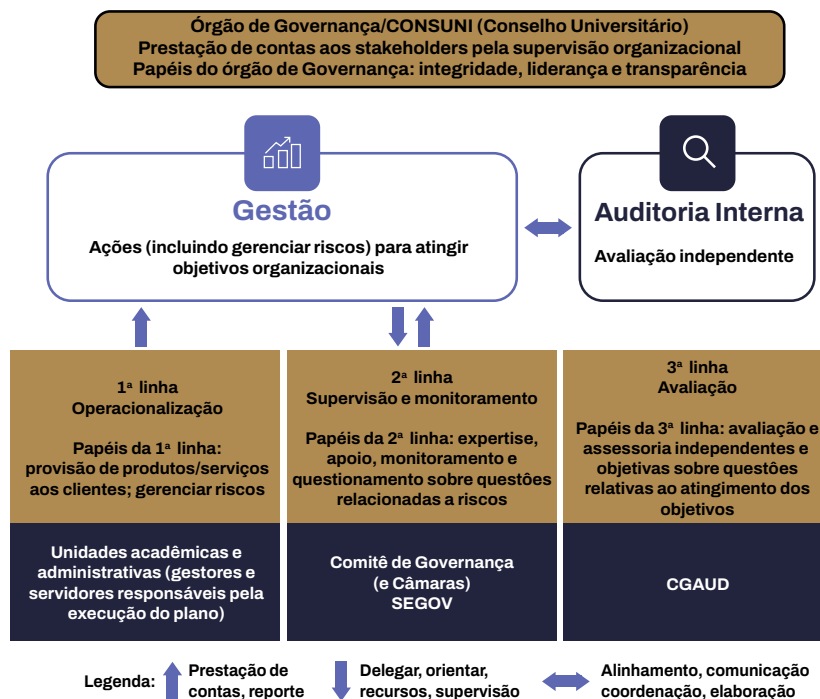 Órgão de Governança/CONSUNI (Conselho Universitário)
Prestação de contas aos stakeholders pela supervisão organizacional
Papéis do órgão de Governança: integridade, liderança e transparência
Gestão
Ações (incluindo gerenciar riscos) para atingir
objetivos organizacionais
Auditoria Interna
Avaliação independente
1ª linha
Operacionalização
Papéis da 1ª linha:
provisão de produtos/serviços
aos clientes; gerenciar riscos
Unidades acadêmicas e
administrativas (gestores e
servidores responsáveis pela
execução do plano)
2ª linha
Supervisão e monitoramento
Papéis da 2ª linha: expertise,
apoio, monitoramento e
questionamento sobre questões
relacionadas a riscos
Comitê de Governança
(e Câmaras)
SEGOV
3ª linha
Avaliação
Papéis da 3ª linha: avaliação e
assessoria independentes e
objetivas sobre questões
relativas ao atingimento dos
objetivos
CGAUD
Legenda:
Prestação de
contas, reporte
Delegar, orientar,
recursos, supervisão
Alinhamento, comunicação
coordenação, elaboração